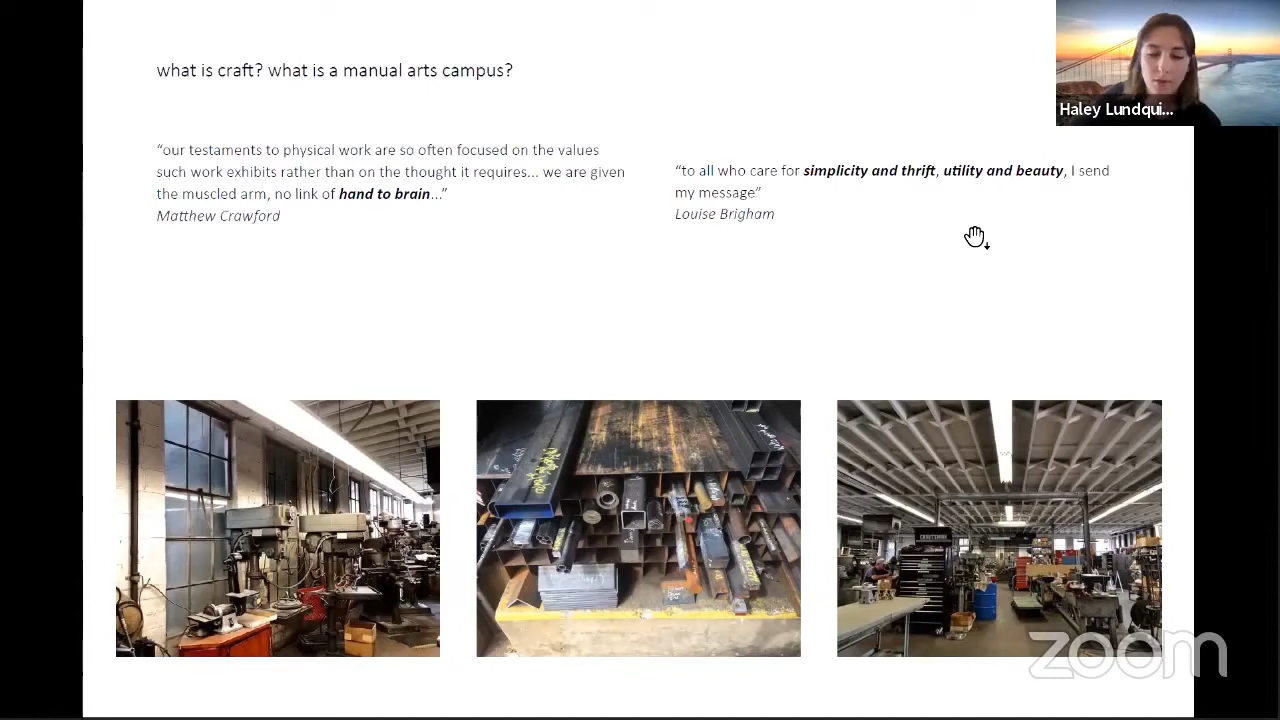 what is craft? what is a manual arts campus?
Haley Lundqui...
“our testaments to physical work are so often focused on the values
such work exhibits rather than on the thought it requires... we are given
the muscled arm, no link of hand to brain...”
Matthew Crawford
“to all who care for simplicity and thrift, utility and beauty, I send
my message”
Louise Brigham
CRAFTSMAN
zoom